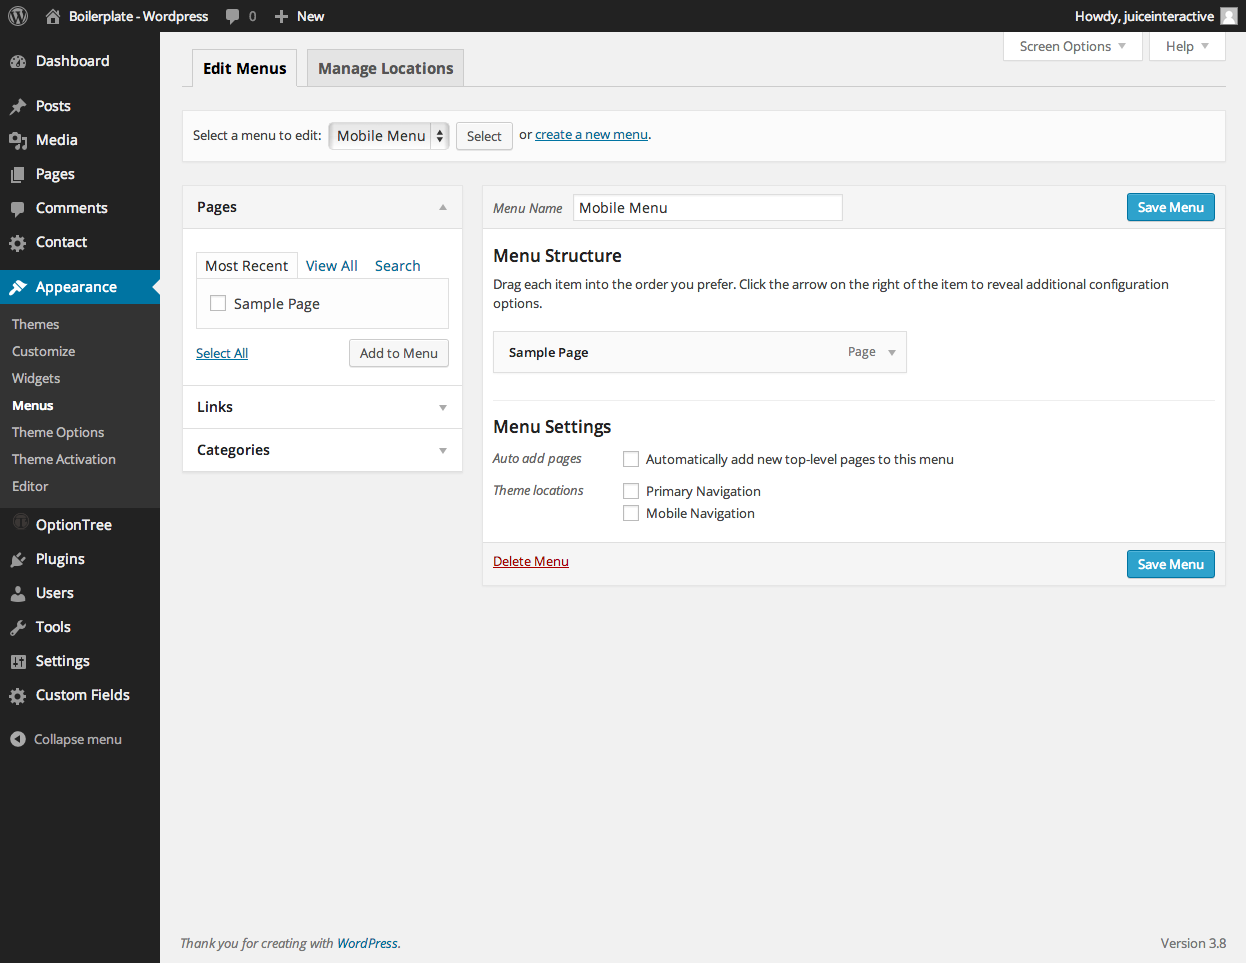 Boilerplate - Wordpress 0 New Howdy, juiceinteractive
Screen Options Help
Dashboard
Posts
Media
Pages
Comments
Contact
Appearance
Themes
Customize
Widgets
Menus
Theme Options
Theme Activation
Editor
OptionTree
Plugins
Users
Tools
Settings
Custom Fields
Collapse menu
Edit Menus Manage Locations
Select a menu to edit: Mobile Menu Select or create a new menu.
Pages
Most Recent View All Search
Sample Page
Select All Add to Menu
Links
Categories
Menu Name Mobile Menu Save Menu
Menu Structure
Drag each item into the order you prefer. Click the arrow on the right of the item to reveal additional configuration
options.
Sample Page Page
Menu Settings
Auto add pages Automatically add new top-level pages to this menu
Theme locations Primary Navigation
Mobile Navigation
Delete Menu Save Menu
Thank you for creating with WordPress. Version 3.8